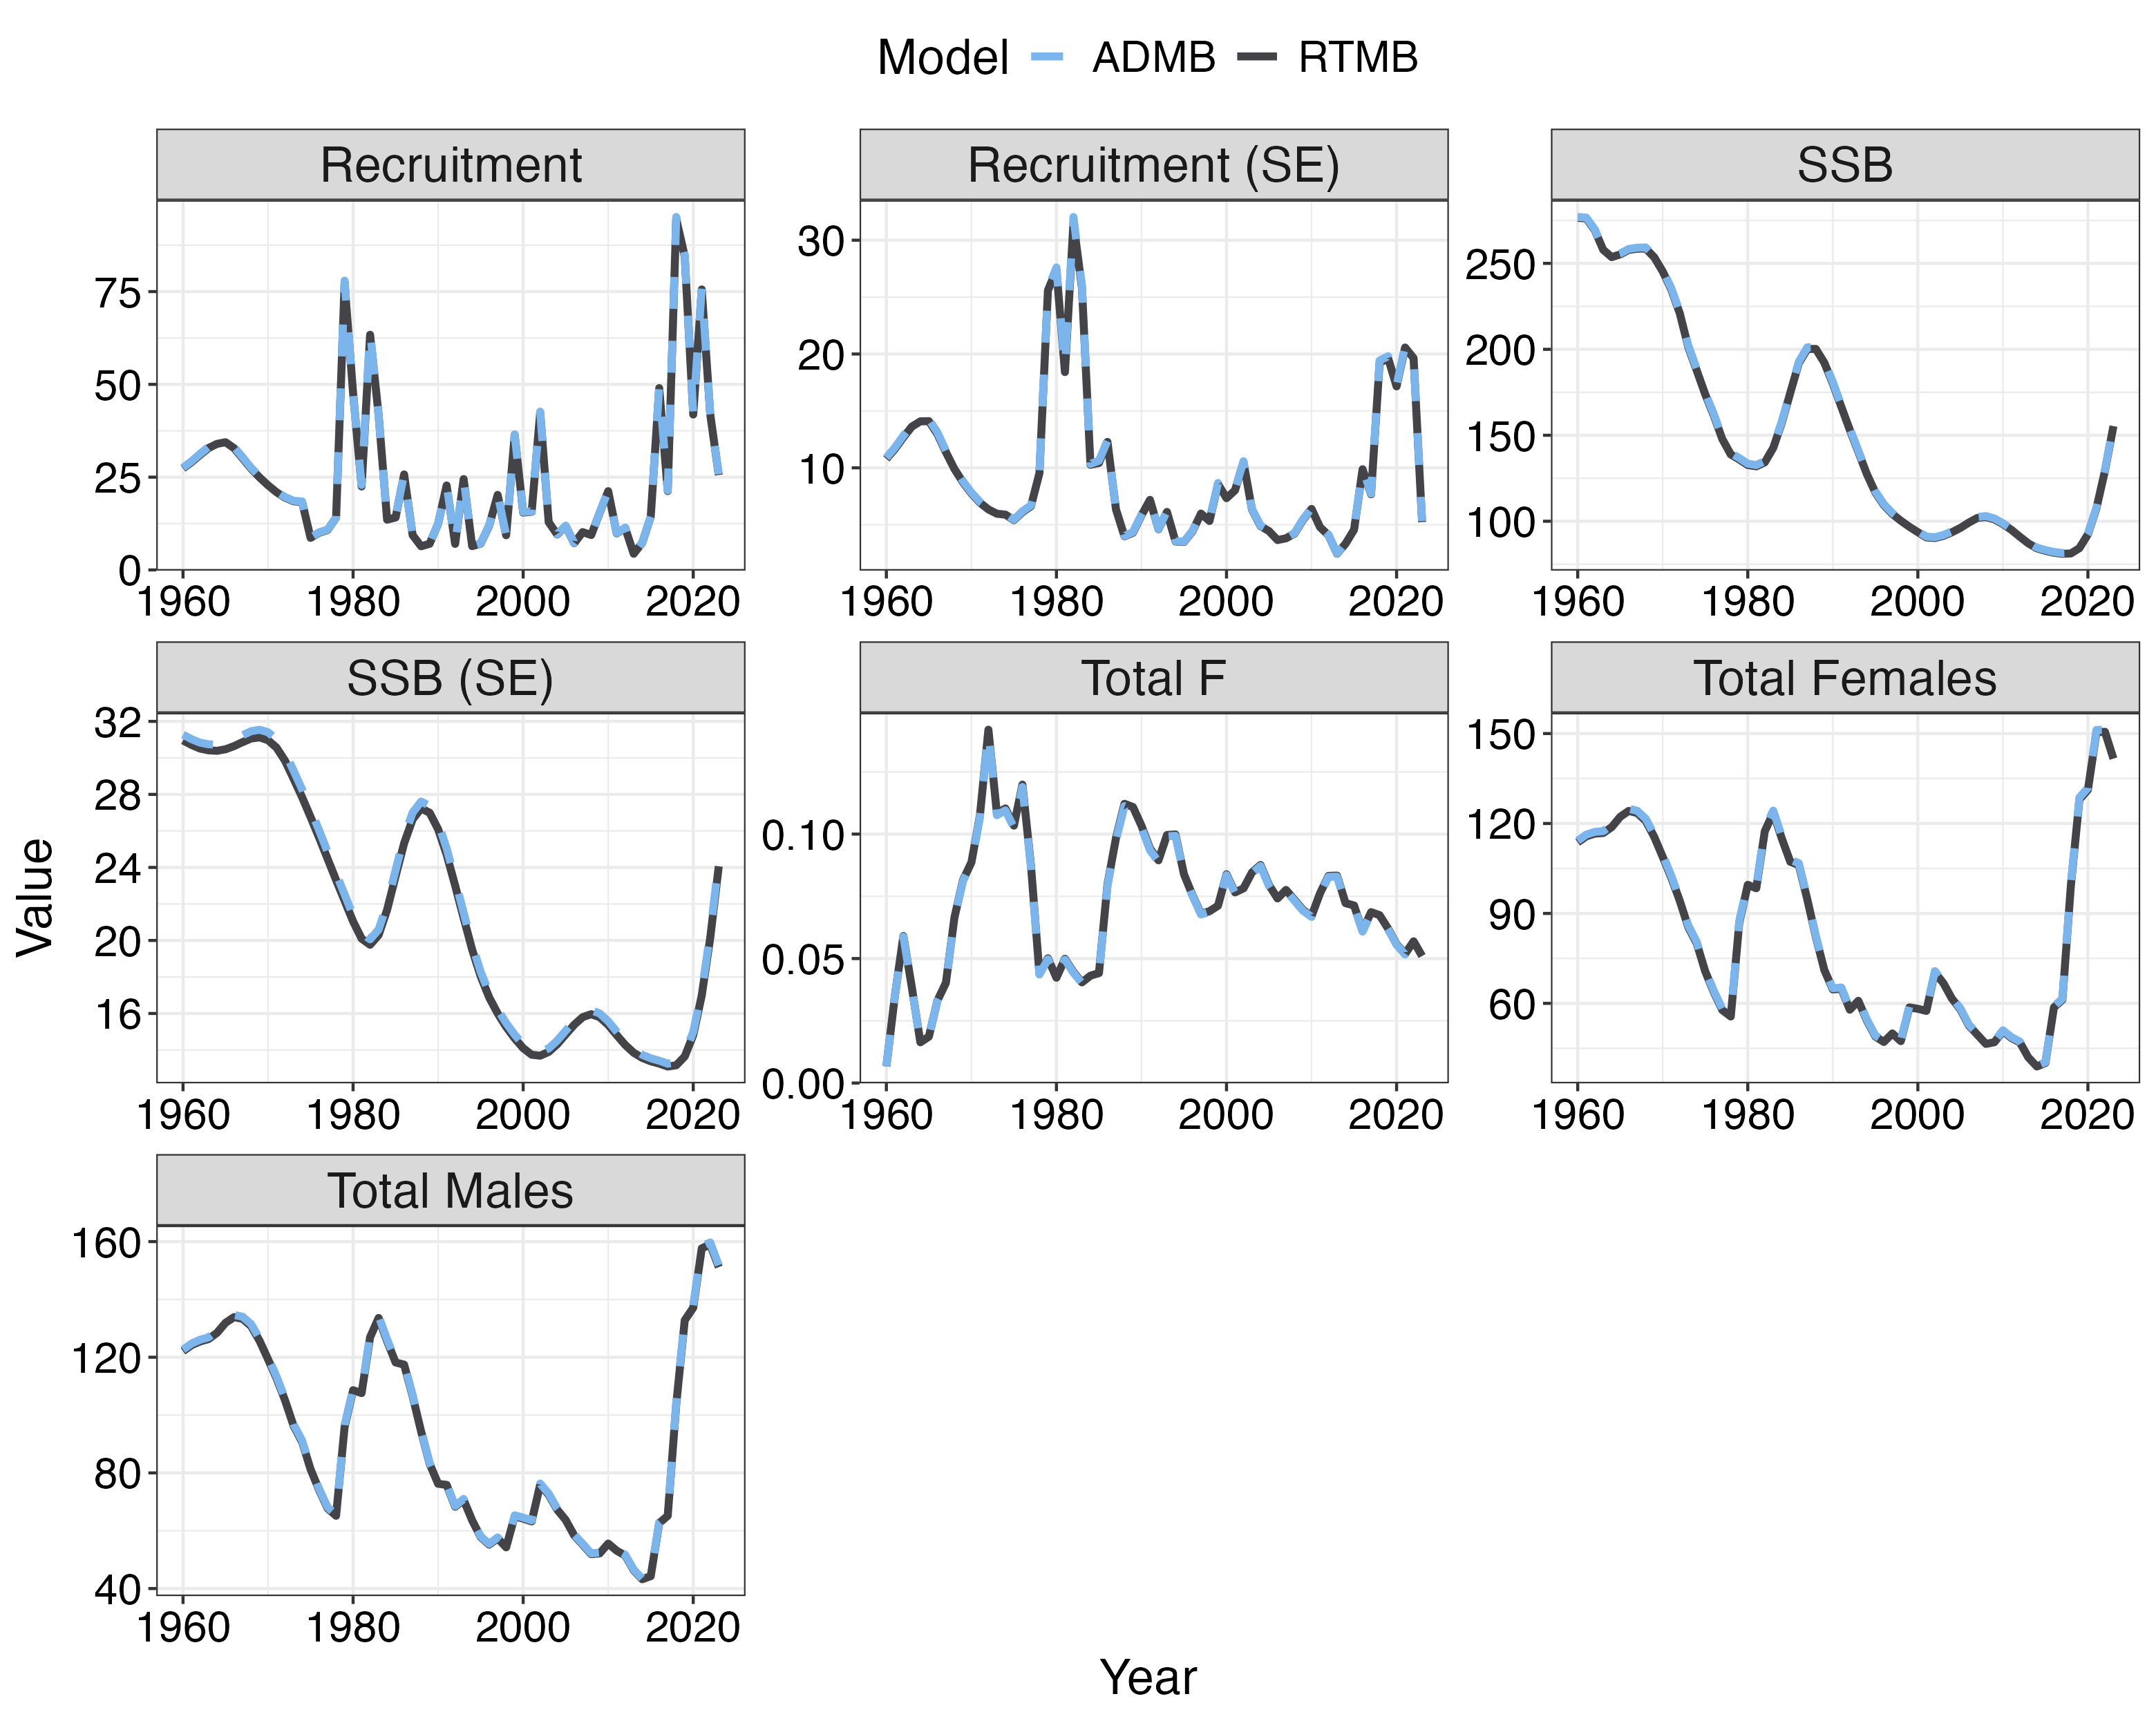 Model ADMB RTMB
Recruitment Recruitment (SE) SSB
75
50
25
0
1960 1980 2000 2020
30
20
10
1960 1980 2000 2020
250
200
150
100
1960 1980 2000 2020
SSB (SE) Total F Total Females
32
28
24
20
16
1960 1980 2000 2020
0.10
0.05
0.00
1960 1980 2000 2020
150
120
90
60
1960 1980 2000 2020
Total Males
160
120
80
40
1960 1980 2000 2020
Value
Year